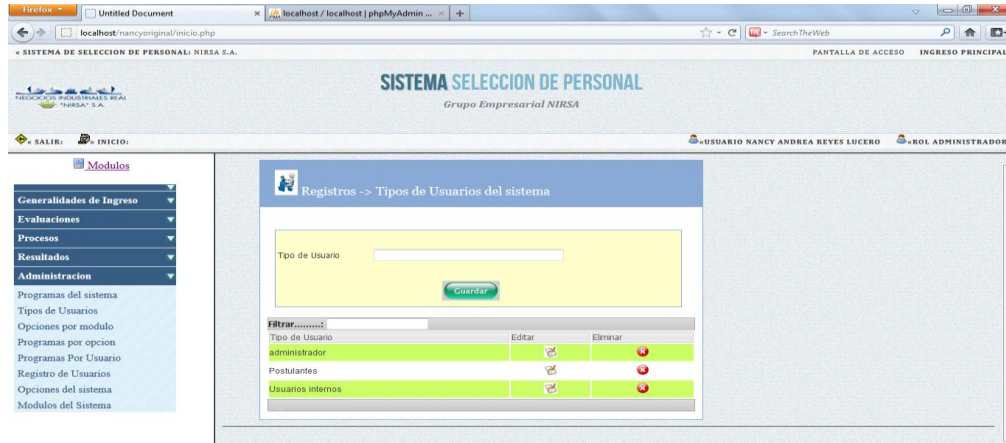 Firefox
Untitled Document
localhost / localhost | phpMyAdmin ...
localhost/nancyoriginal/inicio.php
SearchTheWeb
« SISTEMA DE SELECCION DE PERSONAL: NIRSA S.A.
PANTALLA DE ACCESO INGRESO PRINCIPAL
NEGOCIOS INDUSTRIALES REAL
"NIRSA" S.A.
SISTEMA SELECCION DE PERSONAL
Grupo Empresarial NIRSA
« SALIR: « INICIO:
«USUARIO NANCY ANDREA REYES LUCERO «ROL ADMINISTRADOR
Modulos
Generalidades de Ingreso
Evaluaciones
Procesos
Resultados
Administracion
Programas del sistema
Tipos de Usuarios
Opciones por modulo
Programas por opcion
Programas Por Usuario
Registro de Usuarios
Opciones del sistema
Modulos del Sistema
Registros -> Tipos de Usuarios del sistema
Tipo de Usuario
Guardar
Filtrar.........:
Tipo de Usuario Editar Eliminar
administrador
Postulantes
Usuarios internos